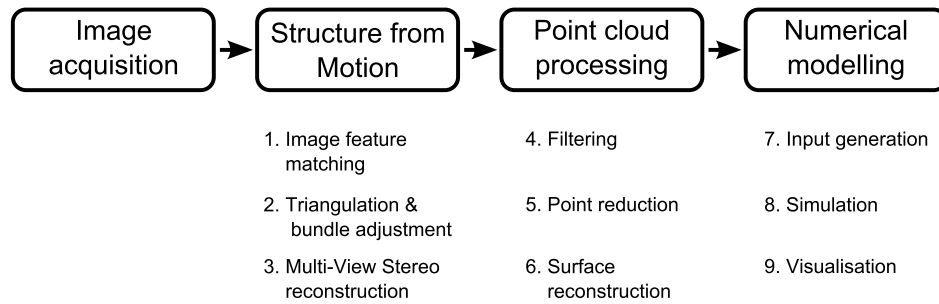 Image
acquisition
Structure from
Motion
Point cloud
processing
Numerical
modelling
1. Image feature
matching
2. Triangulation &
bundle adjustment
3. Multi-View Stereo
reconstruction
4. Filtering
5. Point reduction
6. Surface
reconstruction
7. Input generation
8. Simulation
9. Visualisation